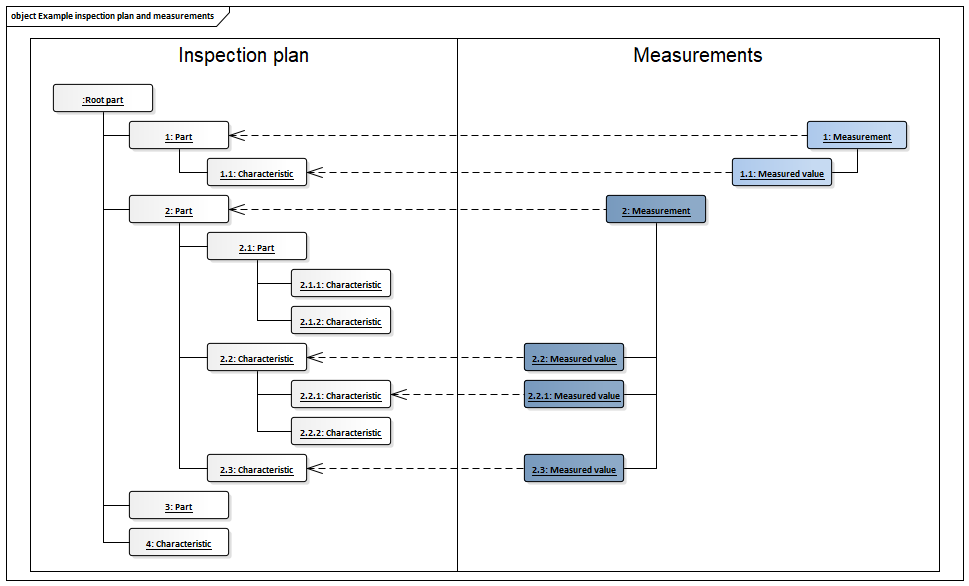 object Example inspection plan and measurements
Inspection plan
Measurements
:Root part
1: Part
1: Measurement
1.1: Characteristic
1.1: Measured value
2: Part
2: Measurement
2.1: Part
2.1.1: Characteristic
2.1.2: Characteristic
2.2: Characteristic
2.2: Measured value
2.2.1: Characteristic
2.2.1: Measured value
2.2.2: Characteristic
2.3: Characteristic
2.3: Measured value
3: Part
4: Characteristic